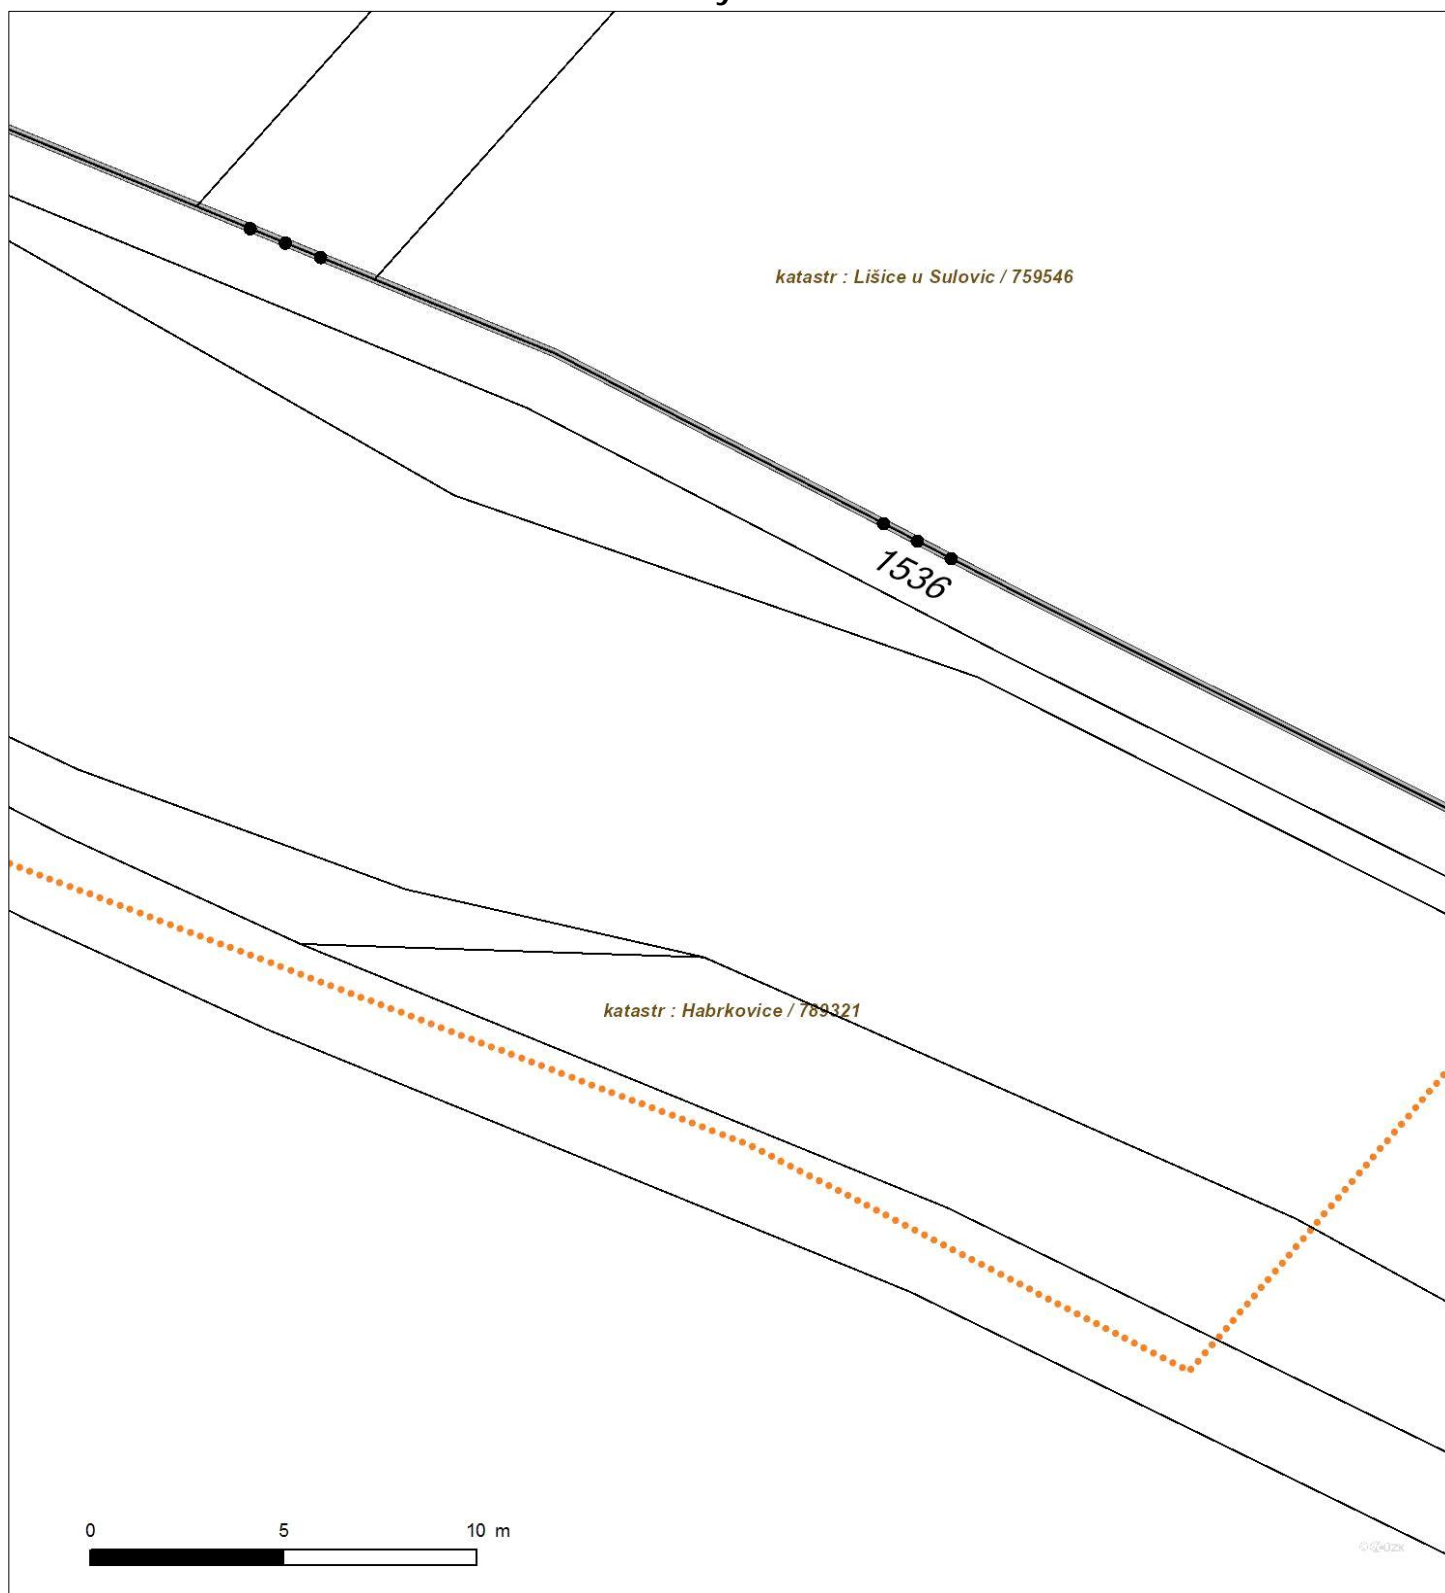 katastr : Lišice u Sulovic / 759546
1536
katastr : Habrkovice / 789321
0 5 10 m